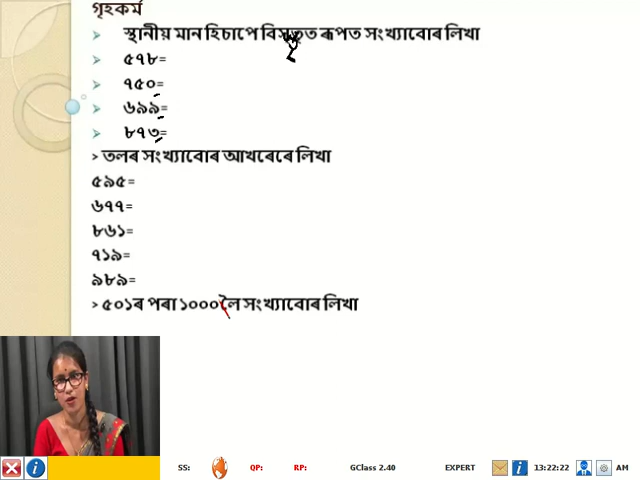 গৃহকৰ্ম
স্থানীয় মান হিচাপে বিস্তৃত ৰূপত সংখ্যাবোৰ লিখা
৫৭৮=
৭৫০=
৬৯৯=
৮৭৩=
> তলৰ সংখ্যাবোৰ আখৰেৰে লিখা
৫৯৫=
৬৭৭=
৮৬১=
৭১৯=
৯৮৯=
> ৫০১ৰ পৰা ১০০০ লৈ সংখ্যাবোৰ লিখা
SS: QP: RP: GClass 2.40 EXPERT 13:22:22 AM